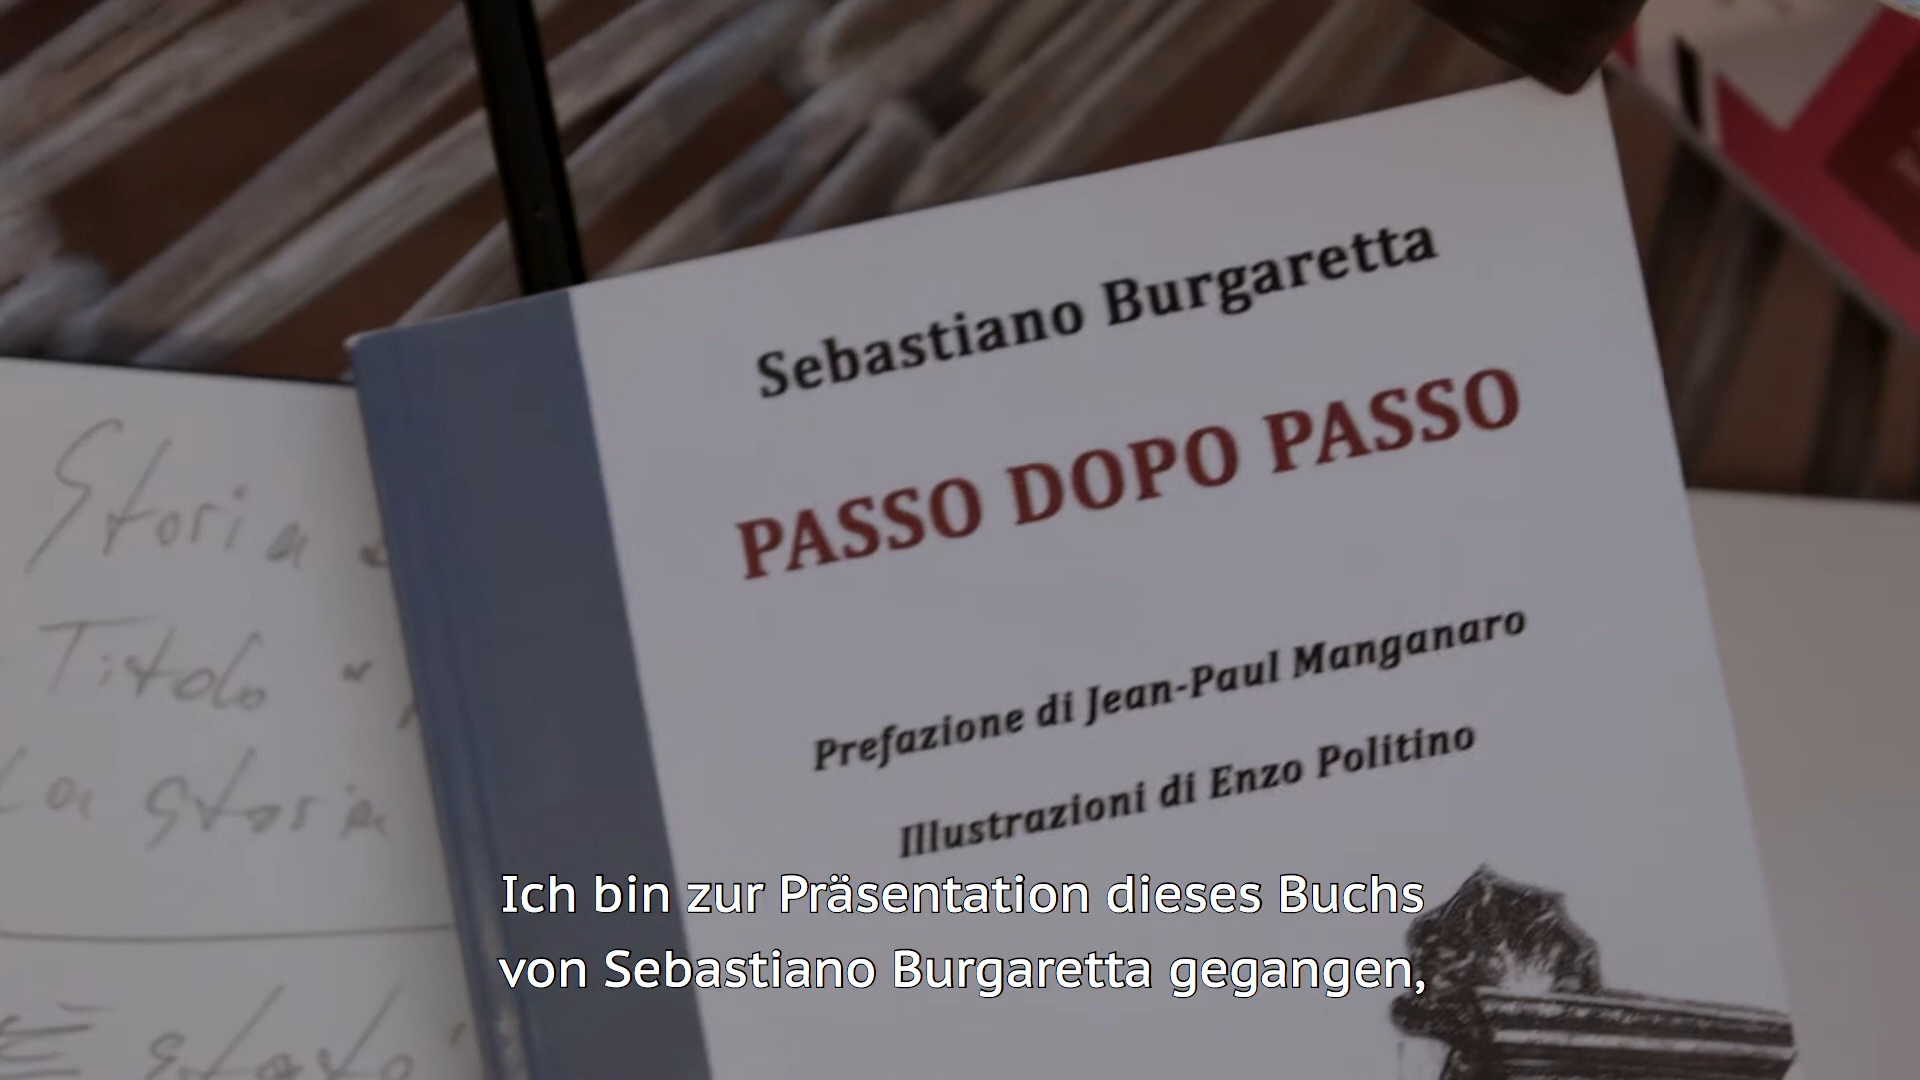 Sebastiano Burgaretta
PASSO DOPO PASSO
Prefazione di Jean-Paul Manganaro
Illustrazioni di Enzo Politino
Storia
Titolo "
La storia
È stato
Ich bin zur Präsentation dieses Buchs
von Sebastiano Burgaretta gegangen,